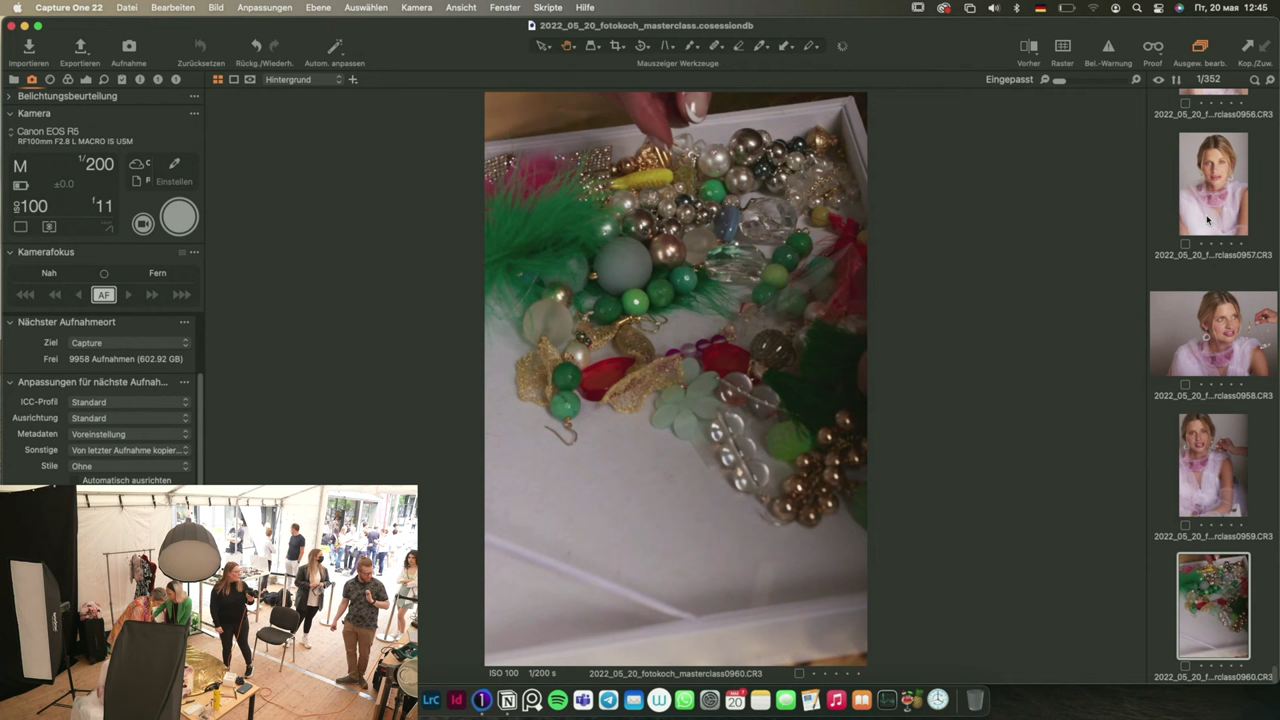 Capture One 22 Datei Bearbeiten Bild Anpassungen Ebene Auswählen Kamera Ansicht Fenster Skripte Hilfe
Пт, 20 мая 12:45
2022_05_20_fotokoch_masterclass.cosessiondb
Importieren Exportieren Aufnahme Zurücksetzen Rückg./Wiederh. Autom. anpassen
Mauszeiger Werkzeuge
Vorher Raster Bel.-Warnung Proof Ausgew. bearb. Kop./Zuw.
Hintergrund
Eingepasst
1/352
Belichtungsbeurteilung
Kamera
Canon EOS R5
RF100mm F2.8 L MACRO IS USM
M 1/200
±0.0
ISO100 f11
C
F
Einstellen
Kamerafokus
Nah Fern
AF
Nächster Aufnahmeort
Ziel Capture
Frei 9958 Aufnahmen (602.92 GB)
Anpassungen für nächste Aufnah...
ICC-Profil Standard
Ausrichtung Standard
Metadaten Voreinstellung
Sonstige Von letzter Aufnahme kopier...
Stile Ohne
Automatisch ausrichten
2022_05_20_f...rclass0956.CR3
2022_05_20_f...rclass0957.CR3
2022_05_20_f...rclass0958.CR3
2022_05_20_f...rclass0959.CR3
2022_05_20_f...rclass0960.CR3
ISO 100 1/200 s 2022_05_20_fotokoch_masterclass0960.CR3
Lrc Id 1
20